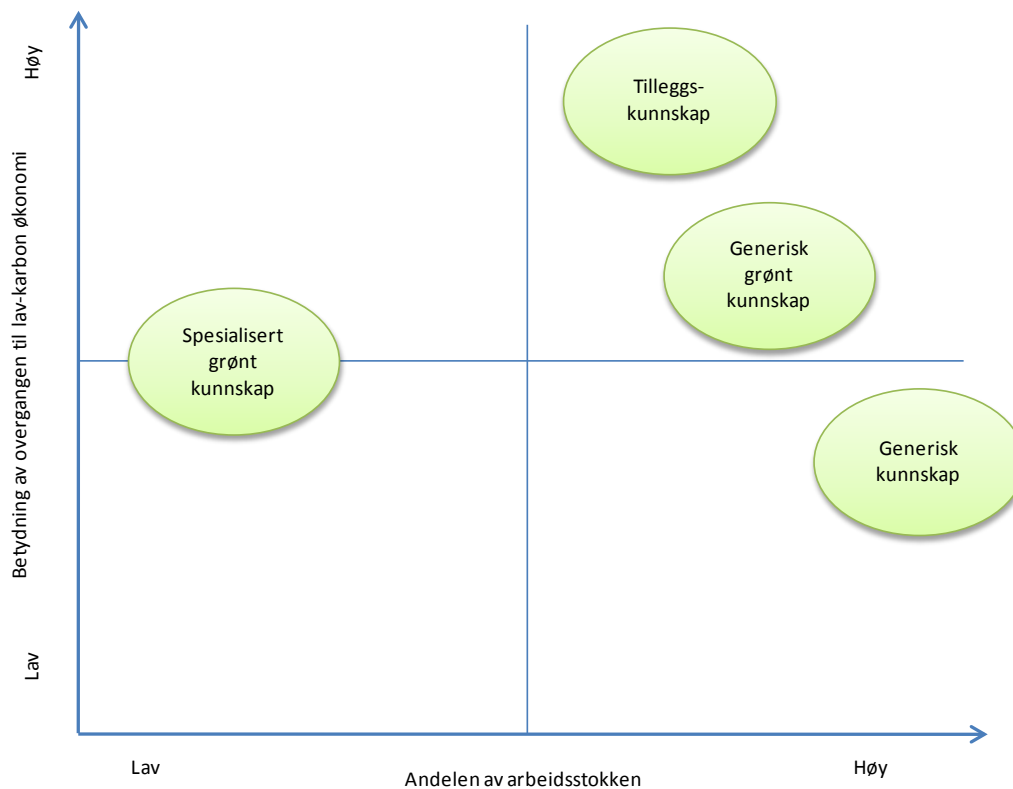 Høy
Betydning av overgangen til lav-karbon økonomi
Lav
Tilleggs-
kunnskap
Generisk
grønt
kunnskap
Spesialisert
grønt
kunnskap
Generisk
kunnskap
Lav
Andelen av arbeidsstokken
Høy